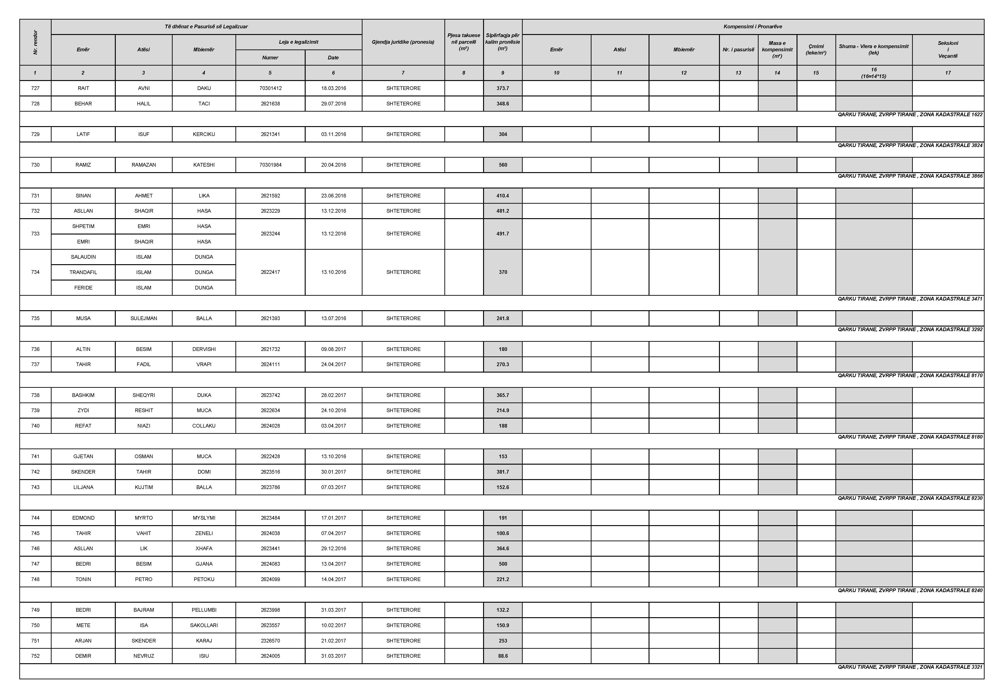 Nr. rendor
Të dhënat e Pasurisë së Legalizuar
Gjendja juridike (pronesia)
Pjesa takuese
në parcelë
(m²)
Sipërfaqja për
kalim pronësie
(m²)
Kompensimi i Pronarëve
Emër
Atësi
Mbiemër
Leja e legalizimit
Numer
Date
Emër
Atësi
Mbiemër
Nr. i pasurisë
Masa e
kompensimit
(m²)
Çmimi
(leke/m²)
Shuma - Vlera e kompensimit
(lek)
Seksioni
i
Veçantë
1 2 3 4 5 6 7 8 9 10 11 12 13 14 15 16 17
(16=14*15)
727 RAIT AVNI DAKU 70301412 18.03.2016 SHTETERORE 373.7
728 BEHAR HALIL TACI 2621638 29.07.2016 SHTETERORE 348.6
QARKU TIRANE, ZVRPP TIRANE , ZONA KADASTRALE 1622
729 LATIF ISUF KERCIKU 2621341 03.11.2016 SHTETERORE 304
QARKU TIRANE, ZVRPP TIRANE , ZONA KADASTRALE 3824
730 RAMIZ RAMAZAN KATESHI 70301984 20.04.2016 SHTETERORE 560
QARKU TIRANE, ZVRPP TIRANE , ZONA KADASTRALE 3866
731 SINAN AHMET LIKA 2621592 23.06.2016 SHTETERORE 410.4
732 ASLLAN SHAQIR HASA 2623229 13.12.2016 SHTETERORE 481.2
SHPETIM EMRI HASA
733 2623244 13.12.2016 SHTETERORE 491.7
EMRI SHAQIR HASA
SALAUDIN ISLAM DUNGA
734 TRANDAFIL ISLAM DUNGA 2622417 13.10.2016 SHTETERORE 370
FERIDE ISLAM DUNGA
QARKU TIRANE, ZVRPP TIRANE , ZONA KADASTRALE 3471
735 MUSA SULEJMAN BALLA 2621393 13.07.2016 SHTETERORE 241.8
QARKU TIRANE, ZVRPP TIRANE , ZONA KADASTRALE 3292
736 ALTIN BESIM DERVISHI 2621732 09.08.2017 SHTETERORE 180
737 TAHIR FADIL VRAPI 2624111 24.04.2017 SHTETERORE 270.3
QARKU TIRANE, ZVRPP TIRANE , ZONA KADASTRALE 8170
738 BASHKIM SHEQYRI DUKA 2623742 28.02.2017 SHTETERORE 365.7
739 ZYDI RESHIT MUCA 2622634 24.10.2016 SHTETERORE 214.9
740 REFAT NIAZI COLLAKU 2624028 03.04.2017 SHTETERORE 188
QARKU TIRANE, ZVRPP TIRANE , ZONA KADASTRALE 8180
741 GJETAN OSMAN MUCA 2622428 13.10.2016 SHTETERORE 153
742 SKENDER TAHIR DOMI 2623516 30.01.2017 SHTETERORE 381.7
743 LILJANA KUJTIM BALLA 2623786 07.03.2017 SHTETERORE 152.6
QARKU TIRANE, ZVRPP TIRANE , ZONA KADASTRALE 8230
744 EDMOND MYRTO MYSLYMI 2623484 17.01.2017 SHTETERORE 191
745 TAHIR VAHIT ZENELI 2624038 07.04.2017 SHTETERORE 100.6
746 ASLLAN LIK XHAFA 2623441 29.12.2016 SHTETERORE 364.6
747 BEDRI BESIM GJANA 2624083 13.04.2017 SHTETERORE 500
748 TONIN PETRO PETOKU 2624099 14.04.2017 SHTETERORE 221.2
QARKU TIRANE, ZVRPP TIRANE , ZONA KADASTRALE 8240
749 BEDRI BAJRAM PELLUMBI 2623998 31.03.2017 SHTETERORE 132.2
750 METE ISA SAKOLLARI 2623557 10.02.2017 SHTETERORE 150.9
751 ARJAN SKENDER KARAJ 2326570 21.02.2017 SHTETERORE 253
752 DEMIR NEVRUZ ISIU 2624005 31.03.2017 SHTETERORE 88.6
QARKU TIRANE, ZVRPP TIRANE , ZONA KADASTRALE 3321